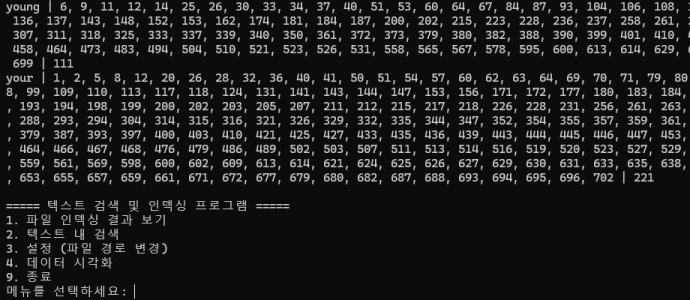 young | 6, 9, 11, 12, 14, 25, 26, 30, 33, 34, 37, 40, 51, 53, 60, 64, 67, 84, 87, 93, 104, 106, 108,
136, 137, 143, 148, 152, 153, 162, 174, 181, 184, 187, 200, 202, 215, 223, 228, 236, 237, 258, 261,
307, 311, 318, 325, 333, 337, 339, 340, 350, 361, 372, 373, 379, 380, 388, 390, 399, 401, 410,
458, 464, 473, 483, 494, 504, 510, 521, 523, 526, 531, 558, 565, 567, 578, 595, 600, 613, 614, 629,
699 | 111
your | 1, 2, 5, 8, 12, 20, 26, 28, 32, 36, 40, 41, 50, 51, 54, 57, 60, 62, 63, 64, 69, 70, 71, 79, 80
8, 99, 109, 110, 113, 117, 118, 124, 131, 141, 143, 144, 147, 153, 156, 171, 172, 177, 180, 183, 184,
, 193, 194, 198, 199, 200, 202, 203, 205, 207, 211, 212, 215, 217, 218, 226, 228, 231, 256, 261, 263,
, 288, 293, 294, 304, 314, 315, 316, 321, 326, 329, 332, 335, 344, 347, 352, 354, 355, 357, 359, 361,
, 379, 387, 393, 397, 400, 403, 410, 421, 425, 427, 433, 435, 436, 439, 443, 444, 445, 446, 447, 453,
, 464, 466, 467, 468, 476, 479, 486, 489, 502, 503, 507, 511, 513, 514, 516, 519, 520, 523, 527, 529,
, 559, 561, 569, 598, 600, 602, 609, 613, 614, 621, 624, 625, 626, 627, 629, 630, 631, 633, 635, 638,
, 653, 655, 657, 659, 661, 671, 672, 677, 679, 680, 682, 687, 688, 693, 694, 695, 696, 702 | 221
===== 텍스트 검색 및 인덱싱 프로그램 =====
1. 파일 인덱싱 결과 보기
2. 텍스트 내 검색
3. 설정 (파일 경로 변경)
4. 데이터 시각화
9. 종료
메뉴를 선택하세요: